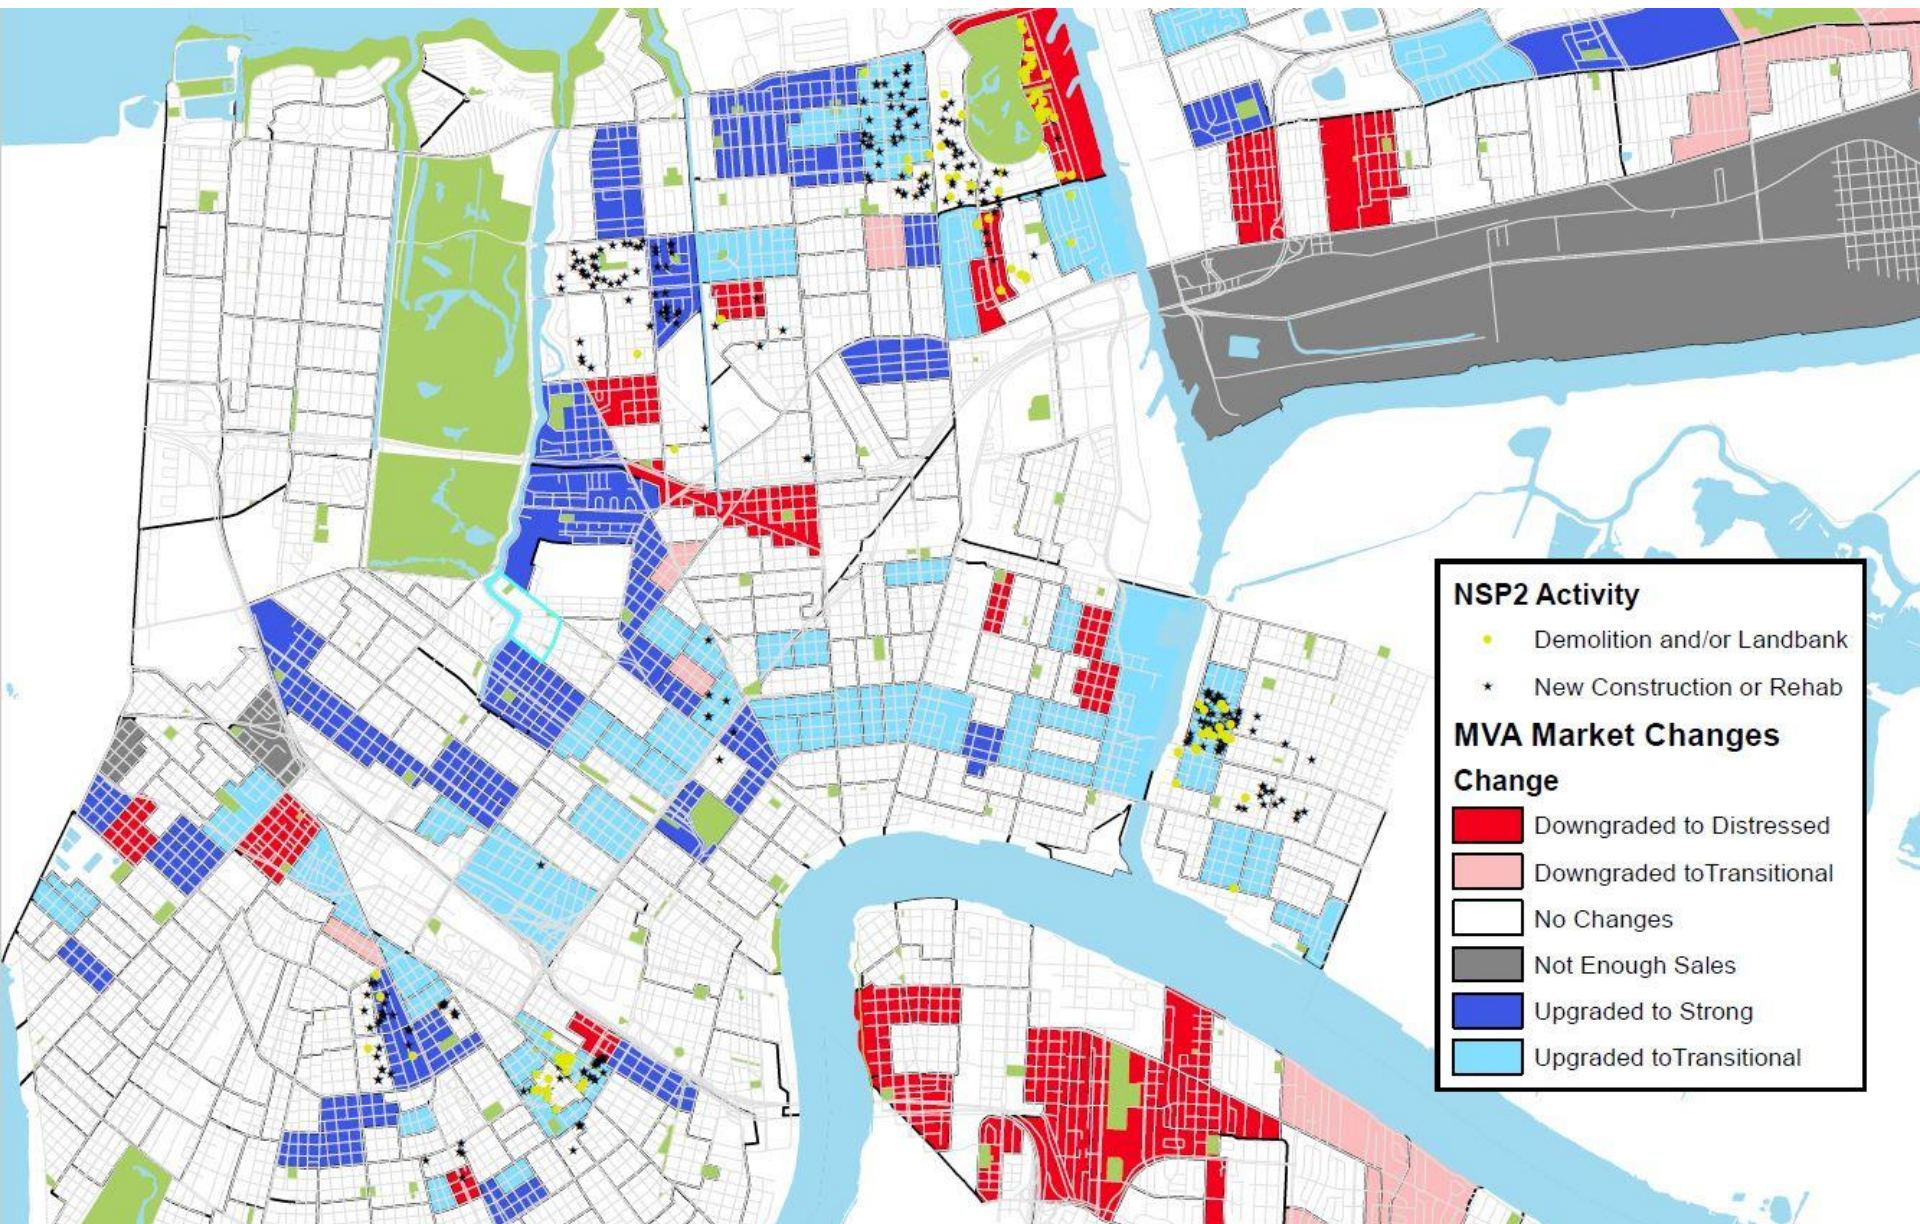 NSP2 Activity
Demolition and/or Landbank
New Construction or Rehab
MVA Market Changes
Change
Downgraded to Distressed
Downgraded toTransitional
No Changes
Not Enough Sales
Upgraded to Strong
Upgraded toTransitional